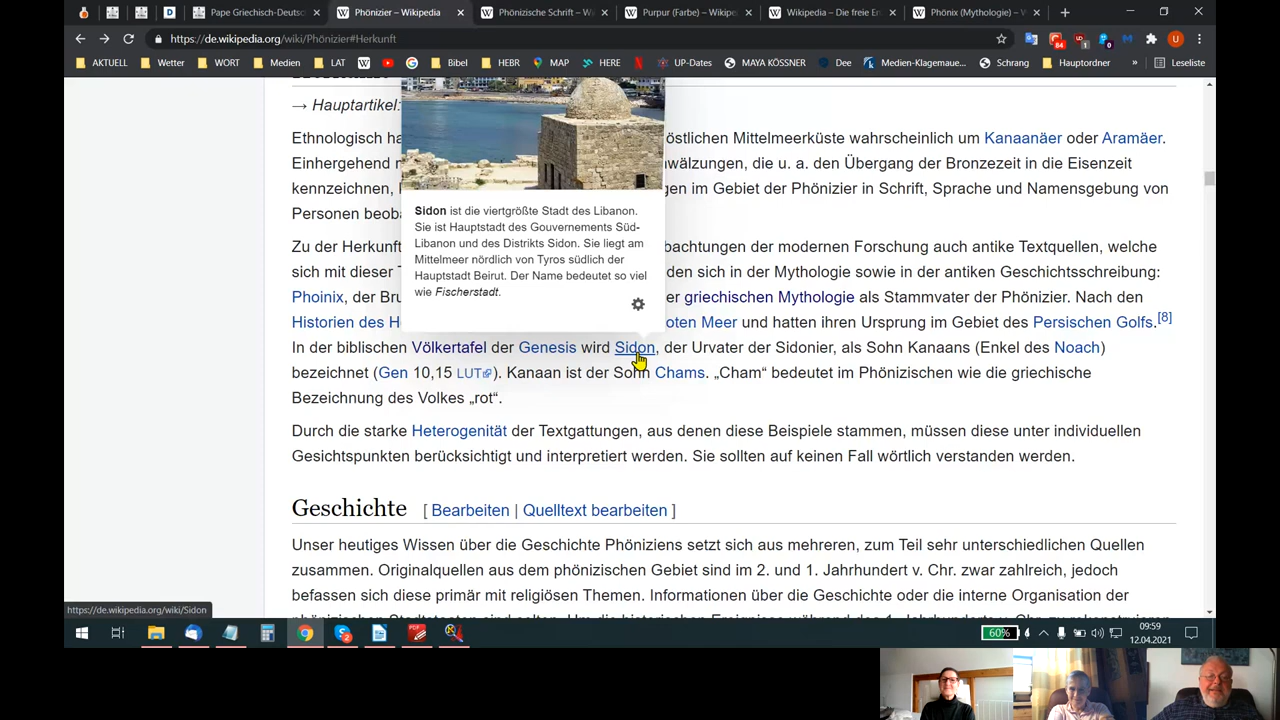 Pape Griechisch-Deutsc
Phönizier – Wikipedia
Phönizische Schrift – W
Purpur (Farbe) – Wikipe
Wikipedia – Die freie En
Phönix (Mythologie) – W
https://de.wikipedia.org/wiki/Phönizier#Herkunft
84
1
0
U
AKTUELL
Wetter
WORT
Medien
LAT
Bibel
HEBR
MAP
HERE
UP-Dates
MAYA KÖSSNER
Dee
Medien-Klagemaue...
Schrang
Hauptordner
»
Leseliste
→ Hauptartikel:
Ethnologisch ha
östlichen Mittelmeerküste wahrscheinlich um Kanaanäer oder Aramäer.
Einhergehend m
wälzungen, die u. a. den Übergang der Bronzezeit in die Eisenzeit
kennzeichnen,
gen im Gebiet der Phönizier in Schrift, Sprache und Namensgebung von
Personen beoba
Sidon ist die viertgrößte Stadt des Libanon.
Sie ist Hauptstadt des Gouvernements Süd-
Libanon und des Distrikts Sidon. Sie liegt am
Mittelmeer nördlich von Tyros südlich der
Hauptstadt Beirut. Der Name bedeutet so viel
wie Fischerstadt.
Zu der Herkunft
bachtungen der modernen Forschung auch antike Textquellen, welche
sich mit dieser T
den sich in der Mythologie sowie in der antiken Geschichtsschreibung:
Phoinix, der Bru
er griechischen Mythologie als Stammvater der Phönizier. Nach den
Historien des He
oten Meer und hatten ihren Ursprung im Gebiet des Persischen Golfs.[8]
In der biblischen Völkertafel der Genesis wird Sidon, der Urvater der Sidonier, als Sohn Kanaans (Enkel des Noach)
bezeichnet (Gen 10,15 LUT). Kanaan ist der Sohn Chams. „Cham“ bedeutet im Phönizischen wie die griechische
Bezeichnung des Volkes „rot“.
Durch die starke Heterogenität der Textgattungen, aus denen diese Beispiele stammen, müssen diese unter individuellen
Gesichtspunkten berücksichtigt und interpretiert werden. Sie sollten auf keinen Fall wörtlich verstanden werden.
Geschichte [ Bearbeiten | Quelltext bearbeiten ]
Unser heutiges Wissen über die Geschichte Phöniziens setzt sich aus mehreren, zum Teil sehr unterschiedlichen Quellen
zusammen. Originalquellen aus dem phönizischen Gebiet sind im 2. und 1. Jahrhundert v. Chr. zwar zahlreich, jedoch
befassen sich diese primär mit religiösen Themen. Informationen über die Geschichte oder die interne Organisation der
https://de.wikipedia.org/wiki/Sidon
60%
09:59
12.04.2021